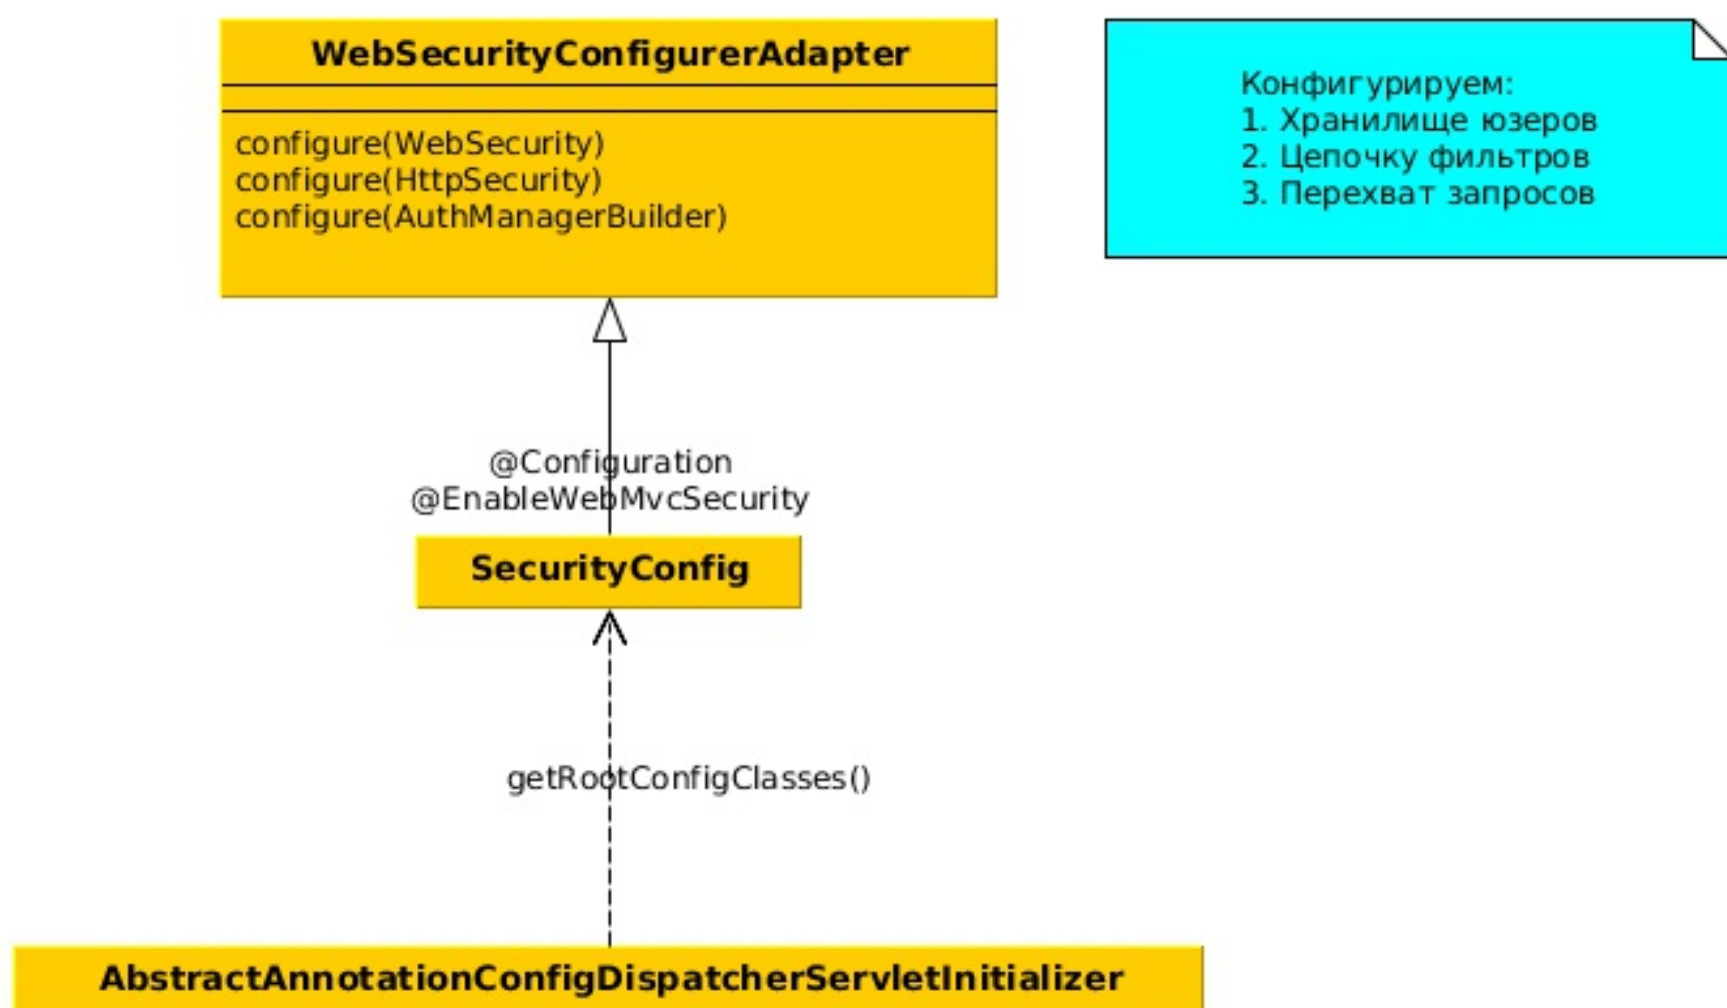 WebSecurityConfigurerAdapter
configure(WebSecurity)
configure(HttpSecurity)
configure(AuthManagerBuilder)
Конфигурируем:
1. Хранилище юзеров
2. Цепочку фильтров
3. Перехват запросов
@Configuration
@EnableWebMvcSecurity
SecurityConfig
getRootConfigClasses()
AbstractAnnotationConfigDispatcherServletInitializer